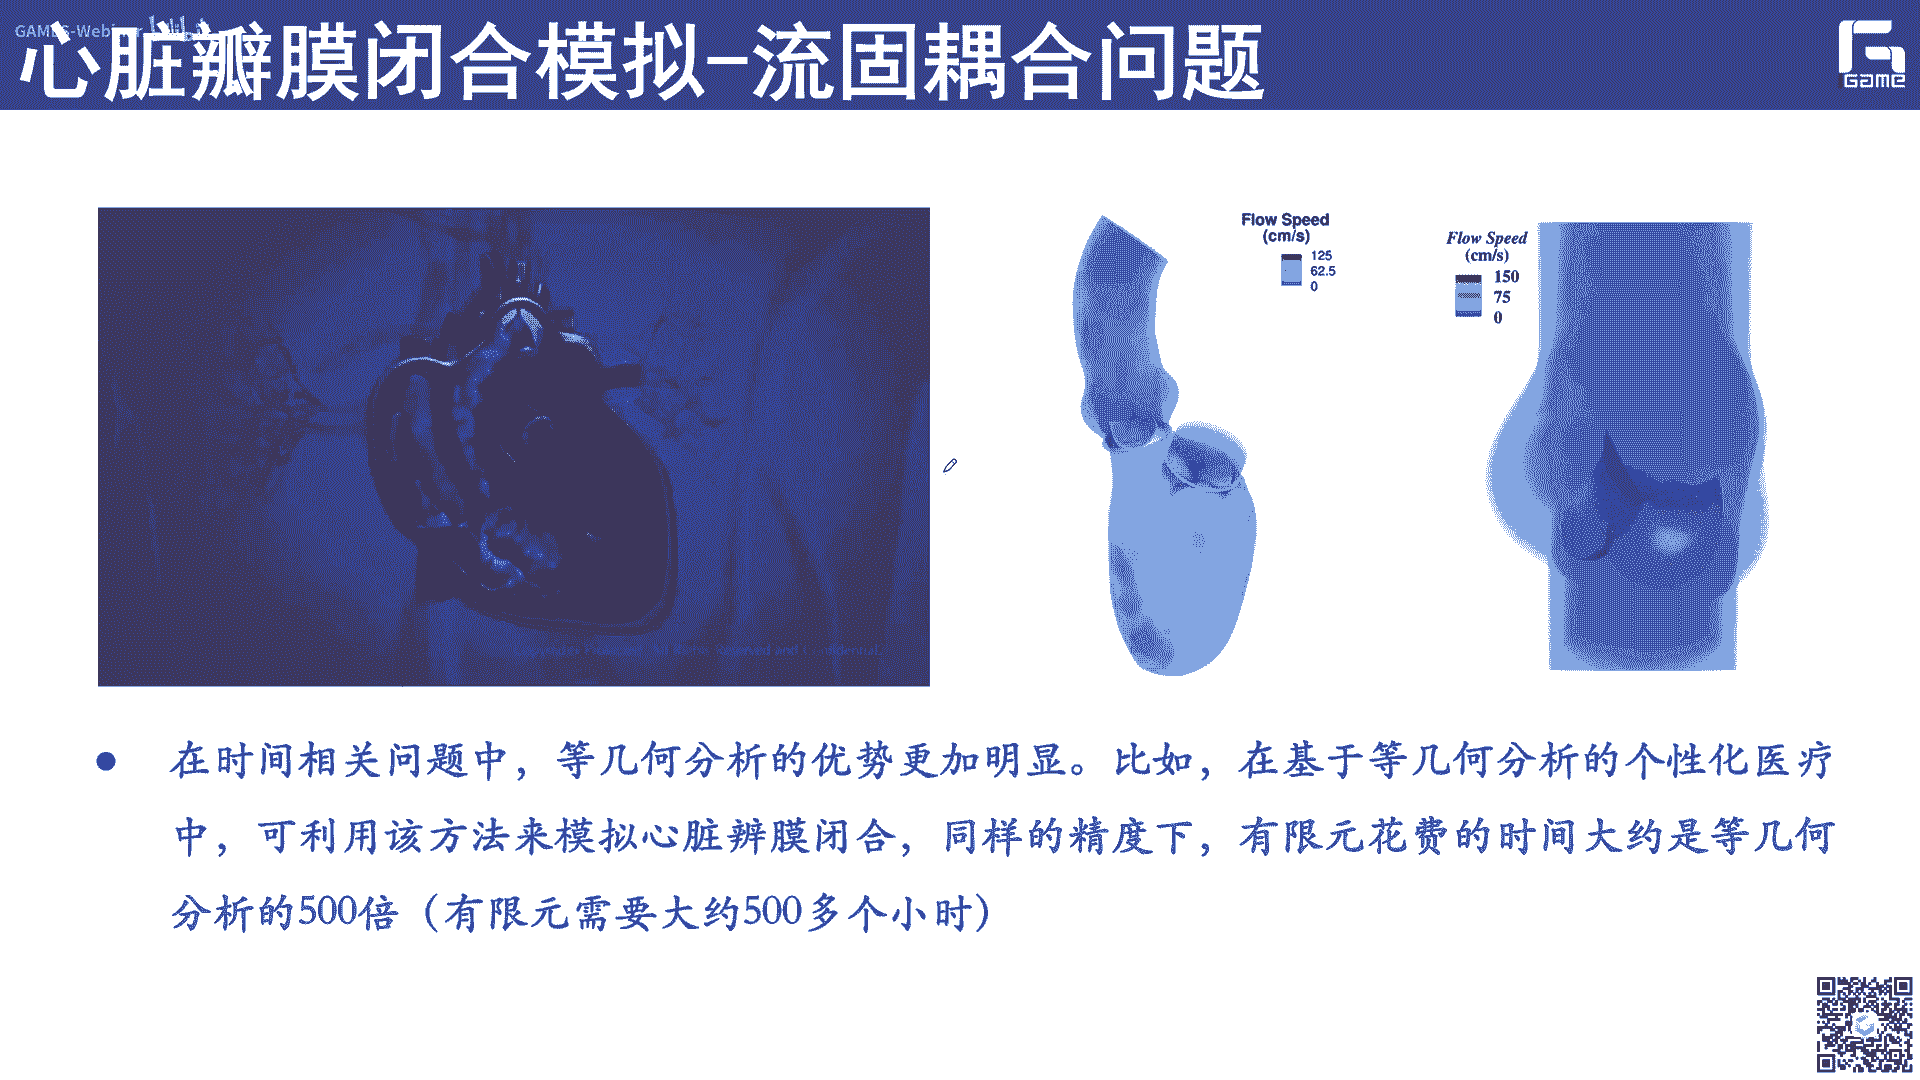 心脏瓣膜闭合模拟-流固耦合问题
GAME
Flow Speed
(cm/s)
125
62.5
0
Flow Speed
(cm/s)
150
75
0
● 在时间相关问题中，等几何分析的优势更加明显。比如，在基于等几何分析的个性化医疗
中，可利用该方法来模拟心脏辨膜闭合，同样的精度下，有限元花费的时间大约是等几何
分析的500倍（有限元需要大约500多个小时）